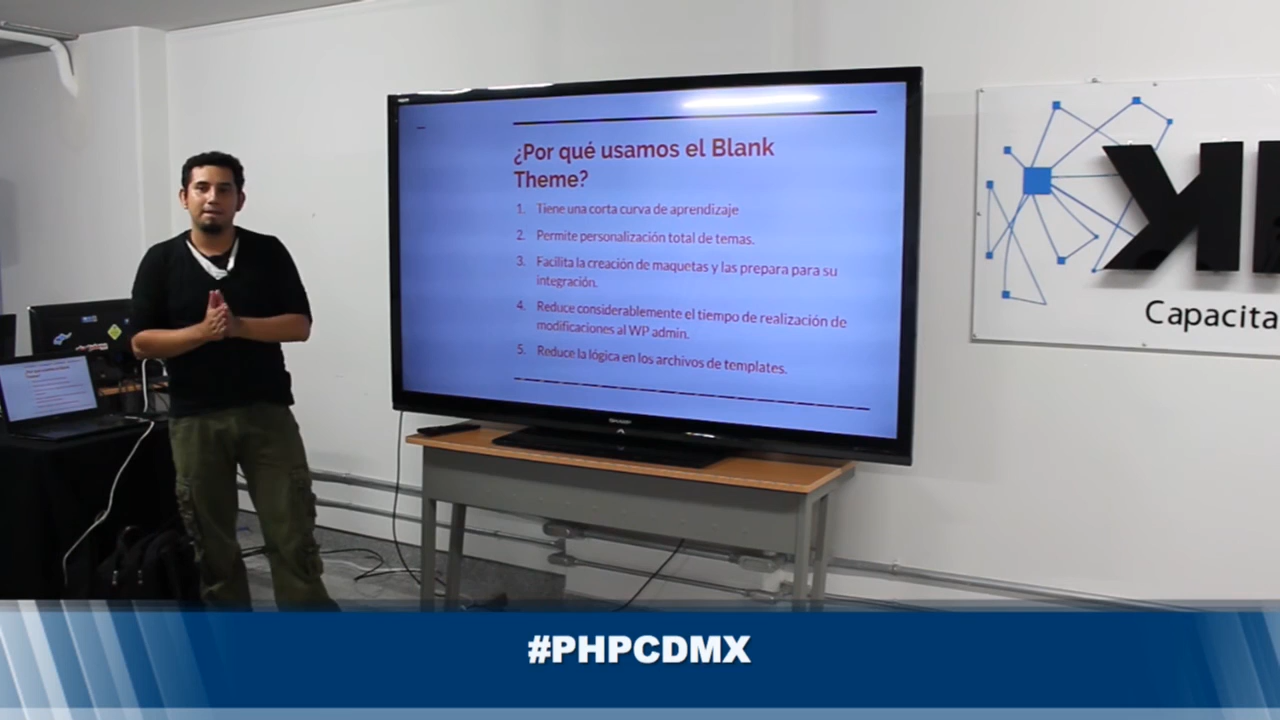 ¿Por qué usamos el Blank
Theme?
1. Tiene una corta curva de aprendizaje
2. Permite personalización total de temas.
3. Facilita la creación de maquetas y las prepara para su
integración.
4. Reduce considerablemente el tiempo de realización de
modificaciones al WP admin.
5. Reduce la lógica en los archivos de templates.
SHARP
Capacita
#PHPCDMX